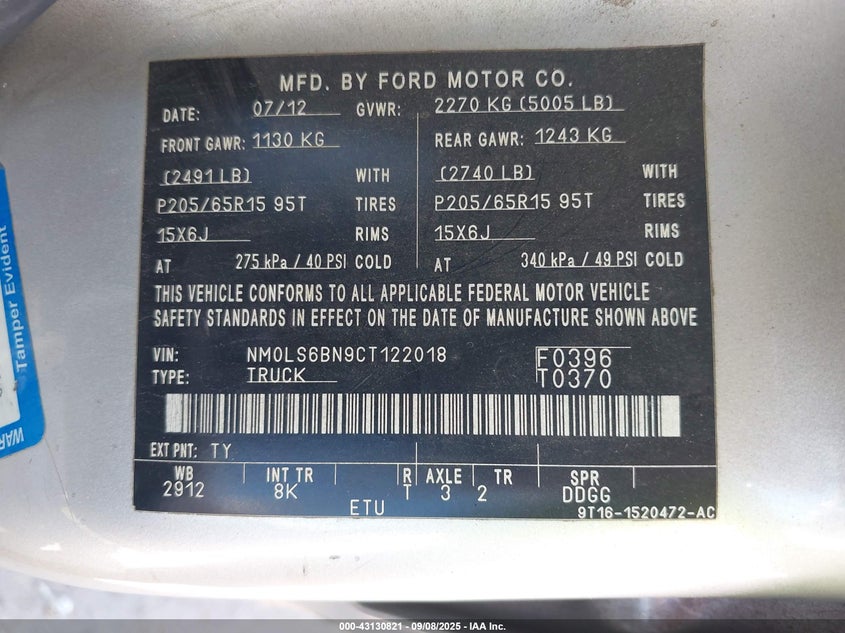 MFD. BY FORD MOTOR CO.
DATE: 07/12 GVWR: 2270 KG (5005 LB)
FRONT GAWR: 1130 KG REAR GAWR: 1243 KG
(2491 LB) WITH (2740 LB) WITH
P205/65R15 95T TIRES P205/65R15 95T TIRES
15X6J RIMS 15X6J RIMS
AT 275 kPa / 40 PSI COLD AT 340 kPa / 49 PSI COLD
THIS VEHICLE CONFORMS TO ALL APPLICABLE FEDERAL MOTOR VEHICLE
SAFETY STANDARDS IN EFFECT ON THE DATE OF MANUFACTURE SHOWN ABOVE
VIN: NM0LS6BN9CT122018 F0396
TYPE: TRUCK T0370
EXT PNT: TY
WB INT TR R AXLE TR SPR
2912 8K T 3 2 DDGG
ETU 9T16-1520472-AC
Tamper Evident
WAR
000-43130821 - 09/08/2025 - IAA Inc.